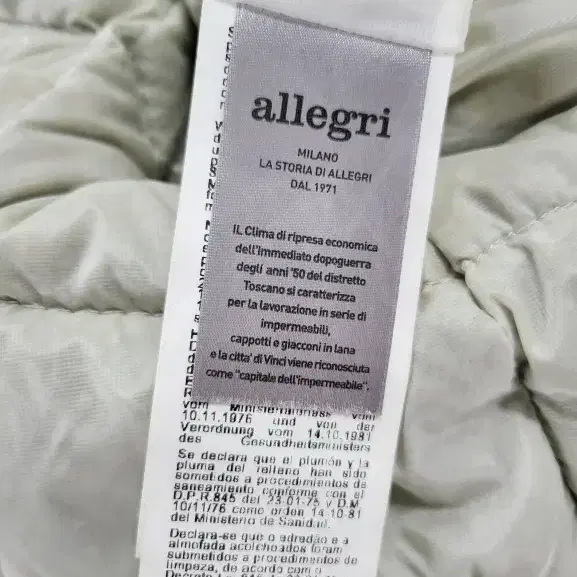 allegri
MILANO
LA STORIA DI ALLEGRI
DAL 1971
IL Clima di ripresa economica
dell'immediato dopoguerra
degli anni '50 del distretto
Toscano si caratterizza
per la lavorazione in serie di
impermeabili,
cappotti e giacconi in lana
e la citta' di Vinci viene riconosciuta
come "capitale dell'impermeabile".
vom
10.11.1976 und von der
Verordnung vom 14.10.1981
des Gesundheitsministers
Se declara que el plumón y la
pluma del relleno han sido
sometidos a procedimientos de
saneamiento conforme con el
D.P.R.845 del 23-01-75 y D.M.
10/11/76 como orden 14-10-81
del Ministerio de Sanidad.
Declara-se que o edredão e a
almofada acolchoados foram
submetidos a procedimentos de
limpeza, de acordo com o